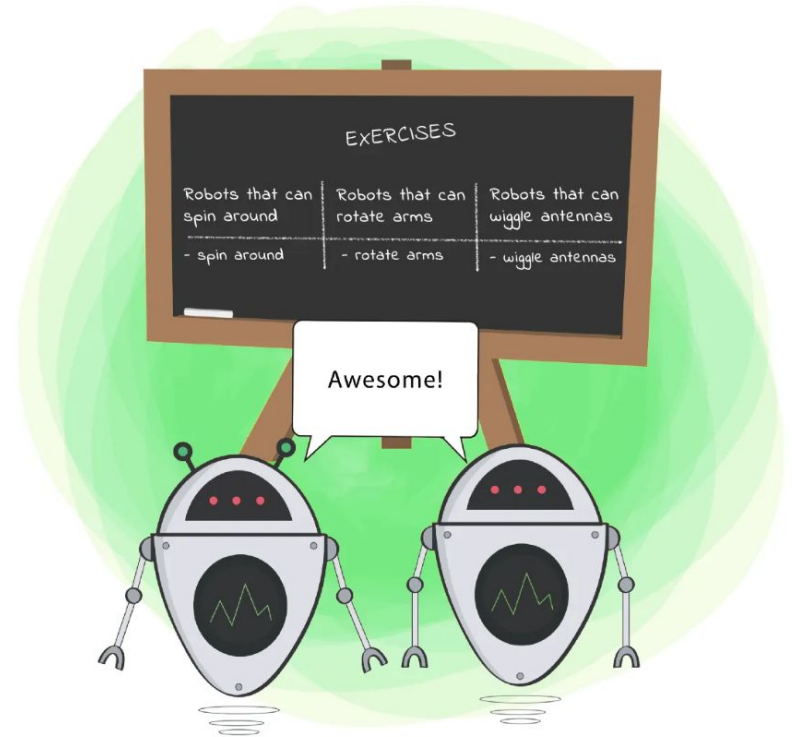 EXERCISES
Robots that can
spin around
Robots that can
rotate arms
Robots that can
wiggle antennas
- spin around
- rotate arms
- wiggle antennas
Awesome!